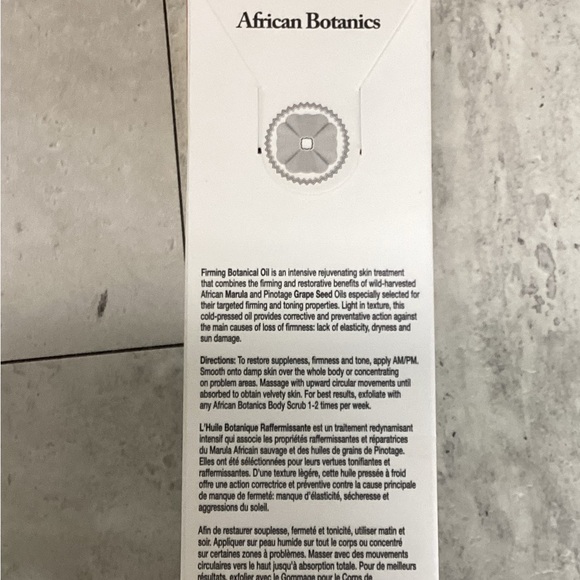 African Botanics
Firming Botanical Oil is an intensive rejuvenating skin treatment
that combines the firming and restorative benefits of wild-harvested
African Marula and Pinotage Grape Seed Oils especially selected for
their targeted firming and toning properties. Light in texture, this
cold-pressed oil provides corrective and preventative action against
the main causes of loss of firmness: lack of elasticity, dryness and
sun damage.
Directions: To restore suppleness, firmness and tone, apply AM/PM.
Smooth onto damp skin over the whole body or concentrating
on problem areas. Massage with upward circular movements until
absorbed to obtain velvety skin. For best results, exfoliate with
any African Botanics Body Scrub 1-2 times per week.
L'Huile Botanique Raffermissante est un traitement redynamisant
intensif qui associe les propriétés raffermissantes et réparatrices
du Marula Africain sauvage et des huiles de grains de Pinotage.
Elles ont été séléctionnées pour leurs vertues tonifiantes et
raffermissantes. D'une texture légére, cette huile pressée à froid
offre une action correctrice et préventive contre la cause principale
de manque de fermeté: manque d'élasticité, sécheresse et
aggressions du soleil.
Afin de restaurer souplesse, fermeté et tonicité, utiliser matin et
soir. Appliquer sur peau humide sur tout le corps ou concentré
sur certaines zones à problèmes. Masser avec des mouvements
circulaires vers le haut jusqu'à absorption totale. Pour de meilleurs
résultats, exfolier avec le Gommage pour le Corps de